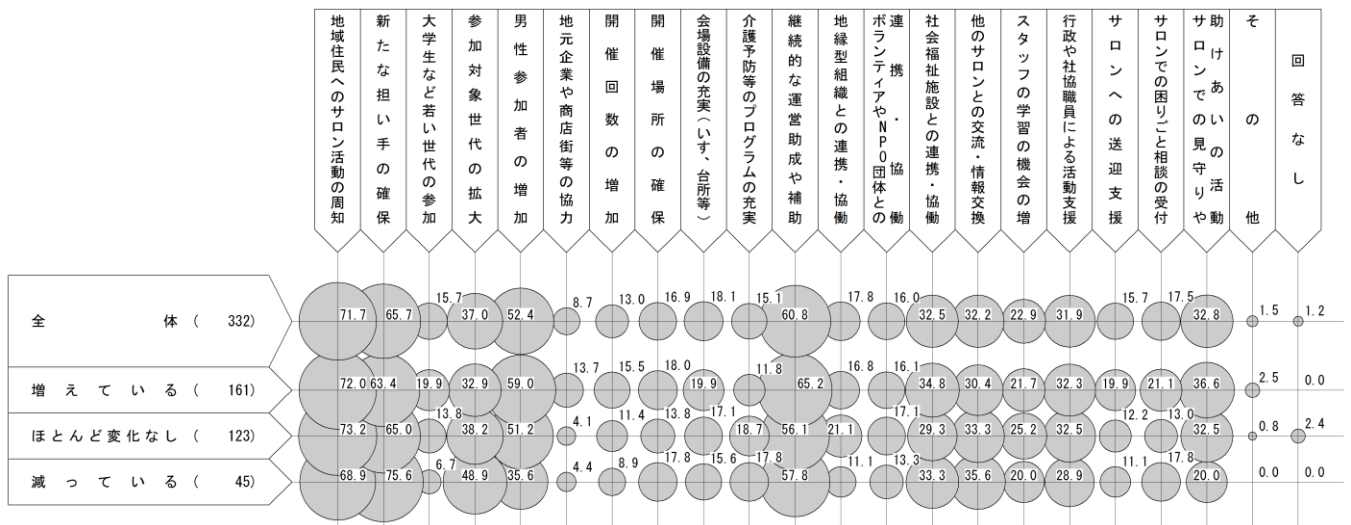 地域住民へのサロン活動の周知
新たな担い手の確保
大学生など若い世代の参加
参加対象世代の拡大
男性参加者の増加
地元企業や商店街等の協力
開催回数の増加
開催場所の確保
会場設備の充実(いす、台所等)
介護予防等のプログラムの充実
継続的な運営助成や補助
地縁型組織との連携・協働
ボランティアやNPO団体との
連携・協働
社会福祉施設との連携・協働
他のサロンとの交流・情報交換
スタッフの学習の機会の増
行政や社協職員による活動支援
サロンへの送迎支援
サロンでの困りごと相談の受付
サロンでの見守りや
助けあいの活動
その他
回答なし
全体 ( 332) 71.7 65.7 15.7 37.0 52.4 8.7 13.0 16.9 18.1 15.1 60.8 17.8 16.0 32.5 32.2 22.9 31.9 15.7 17.5 32.8 1.5 1.2
増えている ( 161) 72.0 63.4 19.9 32.9 59.0 13.7 15.5 18.0 19.9 11.8 65.2 16.8 16.1 34.8 30.4 21.7 32.3 19.9 21.1 36.6 2.5 0.0
ほとんど変化なし ( 123) 73.2 65.0 13.8 38.2 51.2 4.1 11.4 13.8 17.1 18.7 56.1 21.1 17.1 29.3 33.3 25.2 32.5 12.2 13.0 32.5 0.8 2.4
減っている ( 45) 68.9 75.6 6.7 48.9 35.6 4.4 8.9 17.8 15.6 17.8 57.8 11.1 13.3 33.3 35.6 20.0 28.9 11.1 17.8 20.0 0.0 0.0